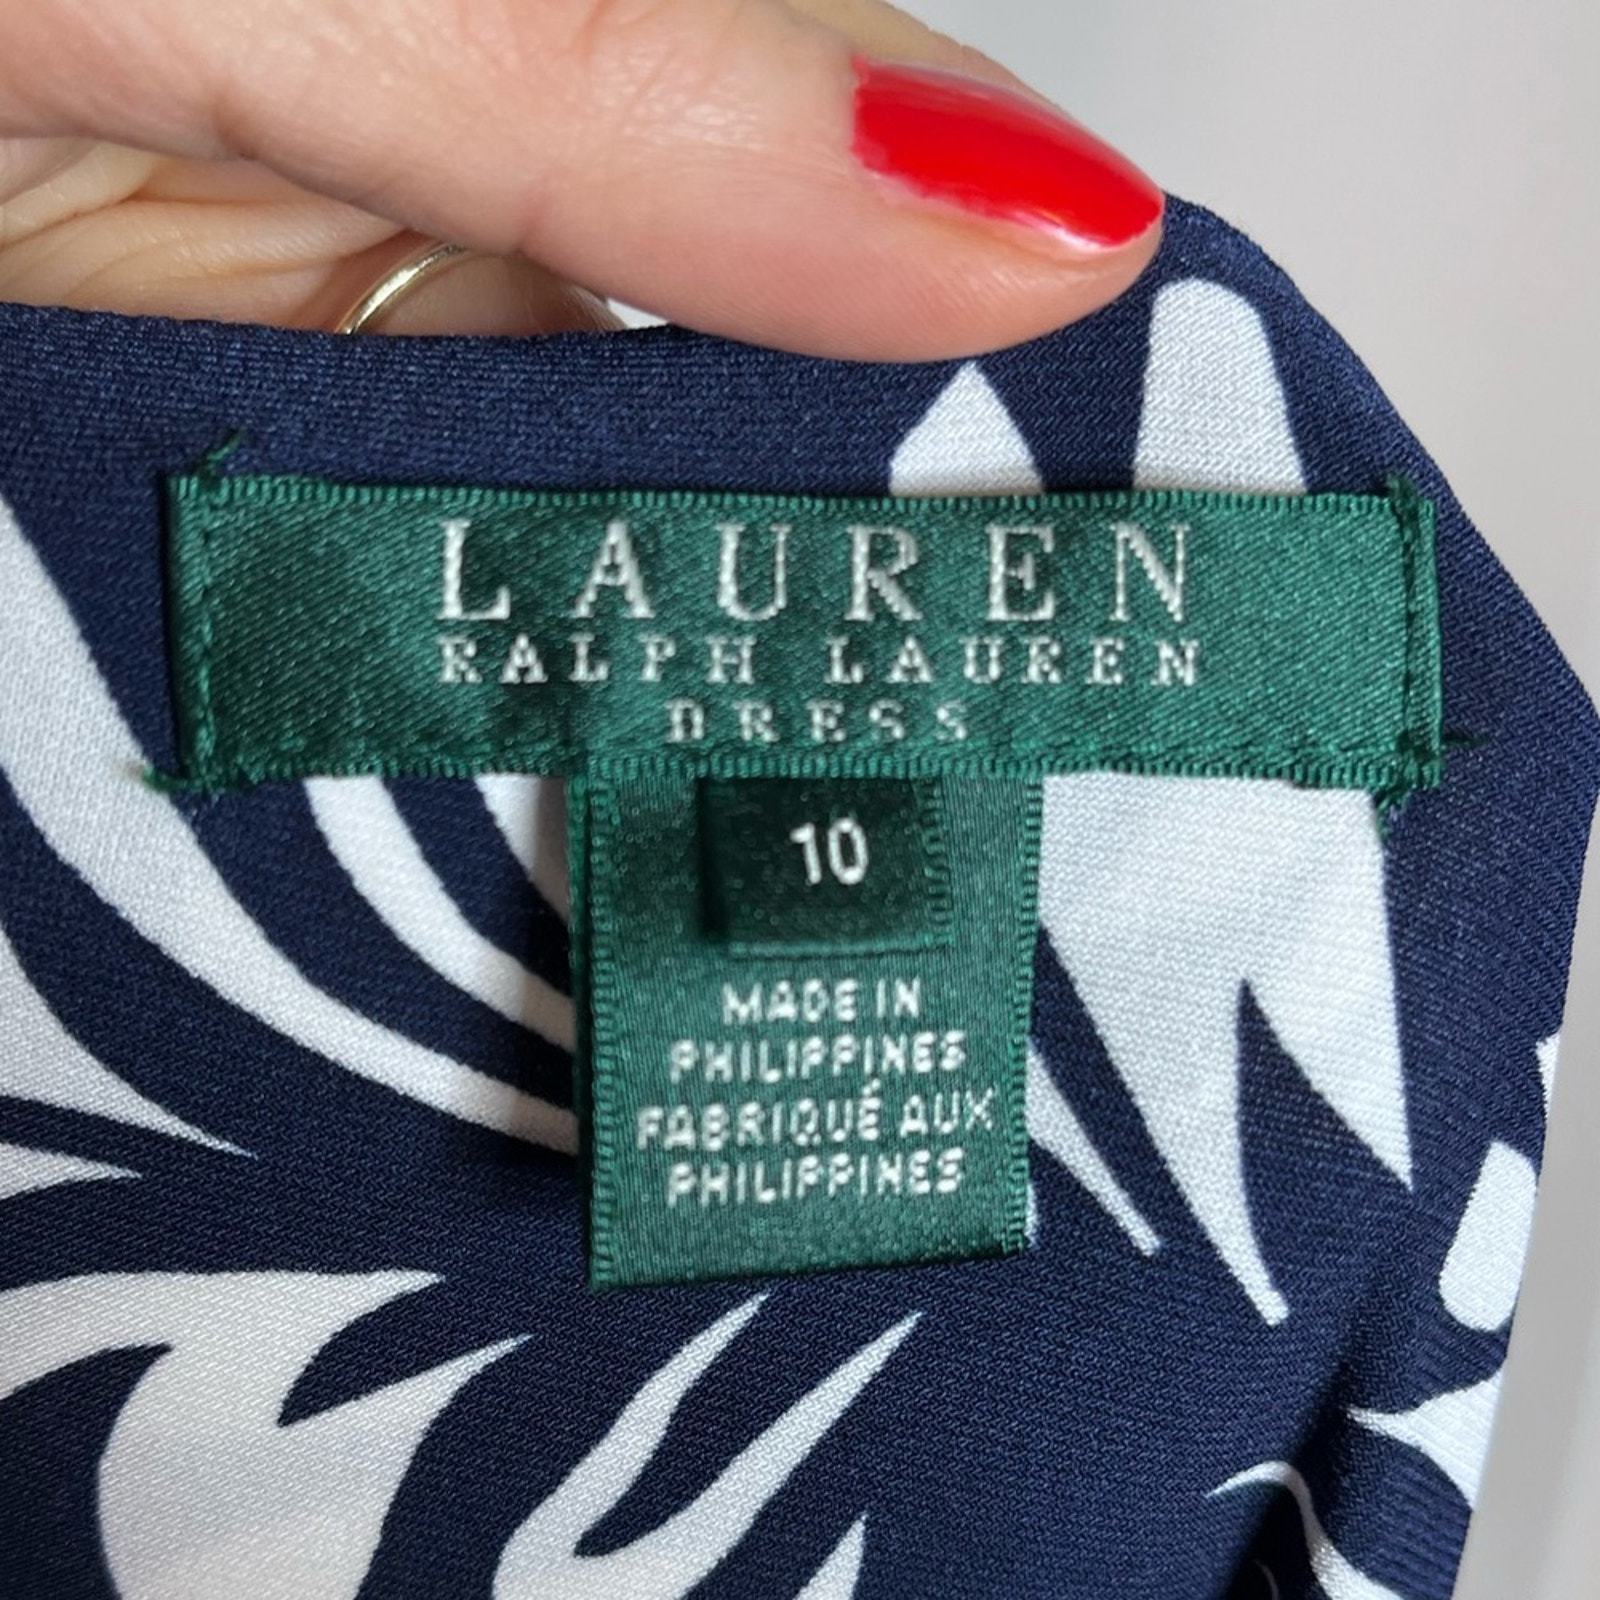 LAUREN
RALPH LAUREN
DRESS
10
MADE IN
PHILIPPINES
FABRIQUÉ AUX
PHILIPPINES